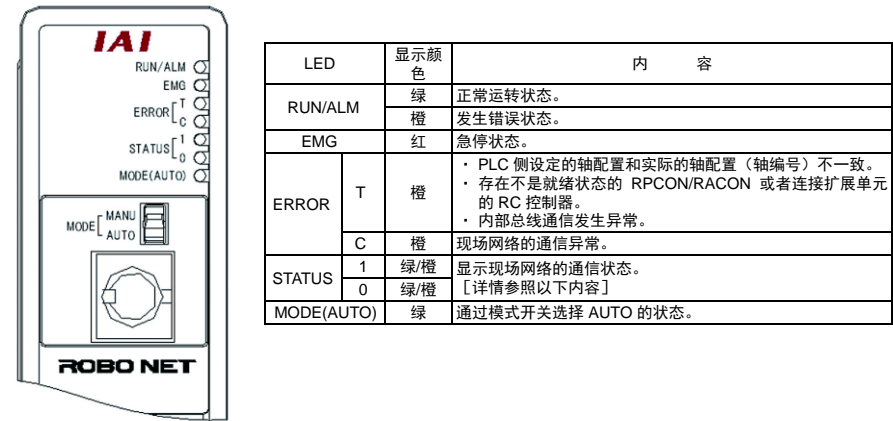 IAI
RUN/ALM
EMG
ERROR T
C
STATUS 1
0
MODE(AUTO)
MODE MANU
AUTO
ROBO NET
LED 显示颜色 内 容
RUN/ALM 绿 正常运转状态。
橙 发生错误状态。
EMG 红 急停状态。
ERROR T 橙 ・ PLC 侧设定的轴配置和实际的轴配置（轴编号）不一致。
・ 存在不是就绪状态的 RPCON/RACON 或者连接扩展单元
的 RC 控制器。
・ 内部总线通信发生异常。
C 橙 现场网络的通信异常。
STATUS 1 绿/橙 显示现场网络的通信状态。
0 绿/橙 ［详情参照以下内容］
MODE(AUTO) 绿 通过模式开关选择 AUTO 的状态。